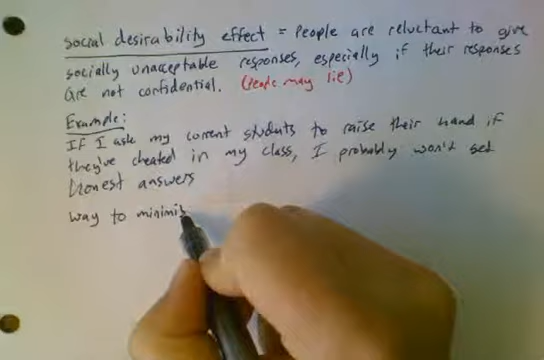 social desirability effect = People are reluctant to give
socially unacceptable responses, especially if their responses
are not confidential. (People may lie)
Example:
If I ask my current students to raise their hand if
they've cheated in my class, I probably won't get
honest answers
way to minimi